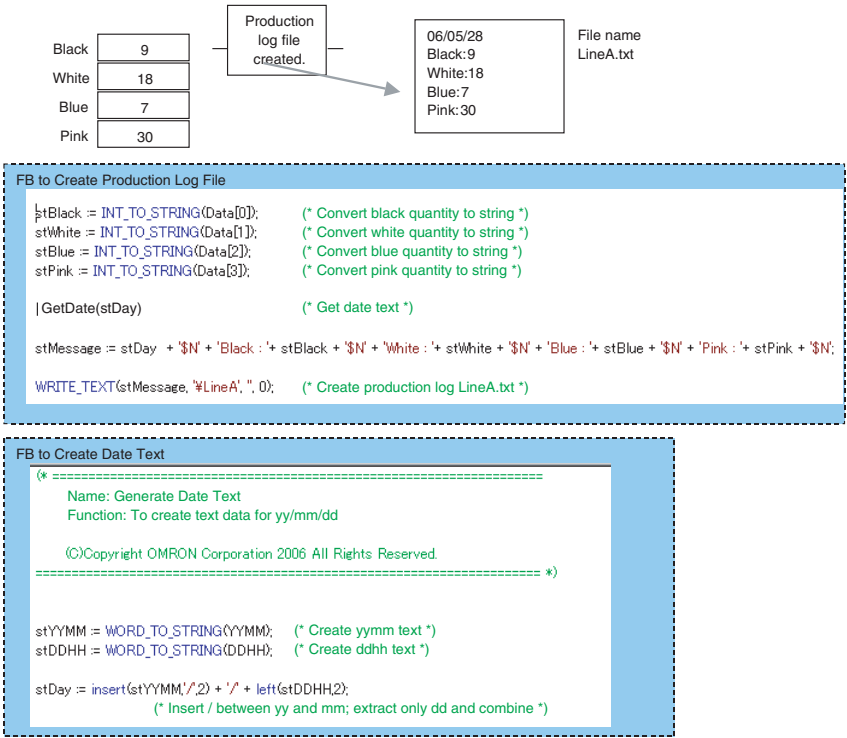 Black 9
White 18
Blue 7
Pink 30
Production
log file
created.
06/05/28
Black:9
White:18
Blue:7
Pink:30
File name
LineA.txt
FB to Create Production Log File
stBlack := INT_TO_STRING(Data[0]); (* Convert black quantity to string *)
stWhite := INT_TO_STRING(Data[1]); (* Convert white quantity to string *)
stBlue := INT_TO_STRING(Data[2]); (* Convert blue quantity to string *)
stPink := INT_TO_STRING(Data[3]); (* Convert pink quantity to string *)
|GetDate(stDay) (* Get date text *)
stMessage := stDay + '$N' + 'Black : '+ stBlack + '$N' + 'White : '+ stWhite + '$N' + 'Blue : '+ stBlue + '$N' + 'Pink : '+ stPink + '$N';
WRITE_TEXT(stMessage, '¥LineA', '', 0); (* Create production log LineA.txt *)
FB to Create Date Text
(* ===================================================================
Name: Generate Date Text
Function: To create text data for yy/mm/dd
(C)Copyright OMRON Corporation 2006 All Rights Reserved.
===================================================================== *)
stYYMM := WORD_TO_STRING(YYMM); (* Create yymm text *)
stDDHH := WORD_TO_STRING(DDHH); (* Create ddhh text *)
stDay := insert(stYYMM,'/',2) + '/' + left(stDDHH,2);
(* Insert / between yy and mm; extract only dd and combine *)